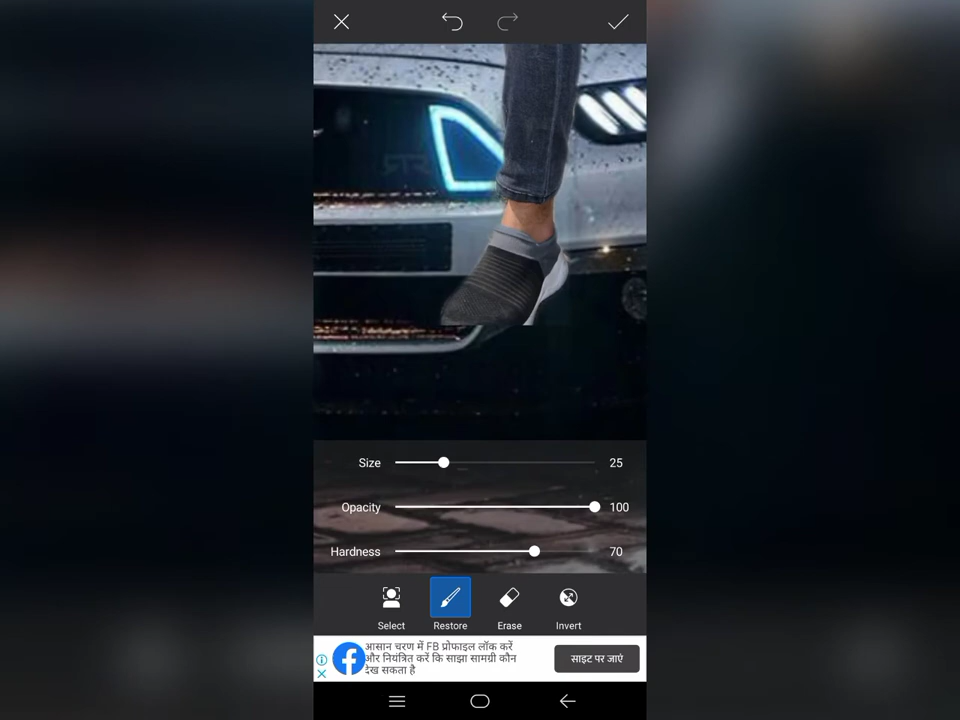 RTR
Size 25
Opacity 100
Hardness 70
Select Restore Erase Invert
आसान चरण में FB प्रोफाइल लॉक करें
और नियंत्रित करें कि साझा सामग्री कौन
देख सकता है
साइट पर जाएं